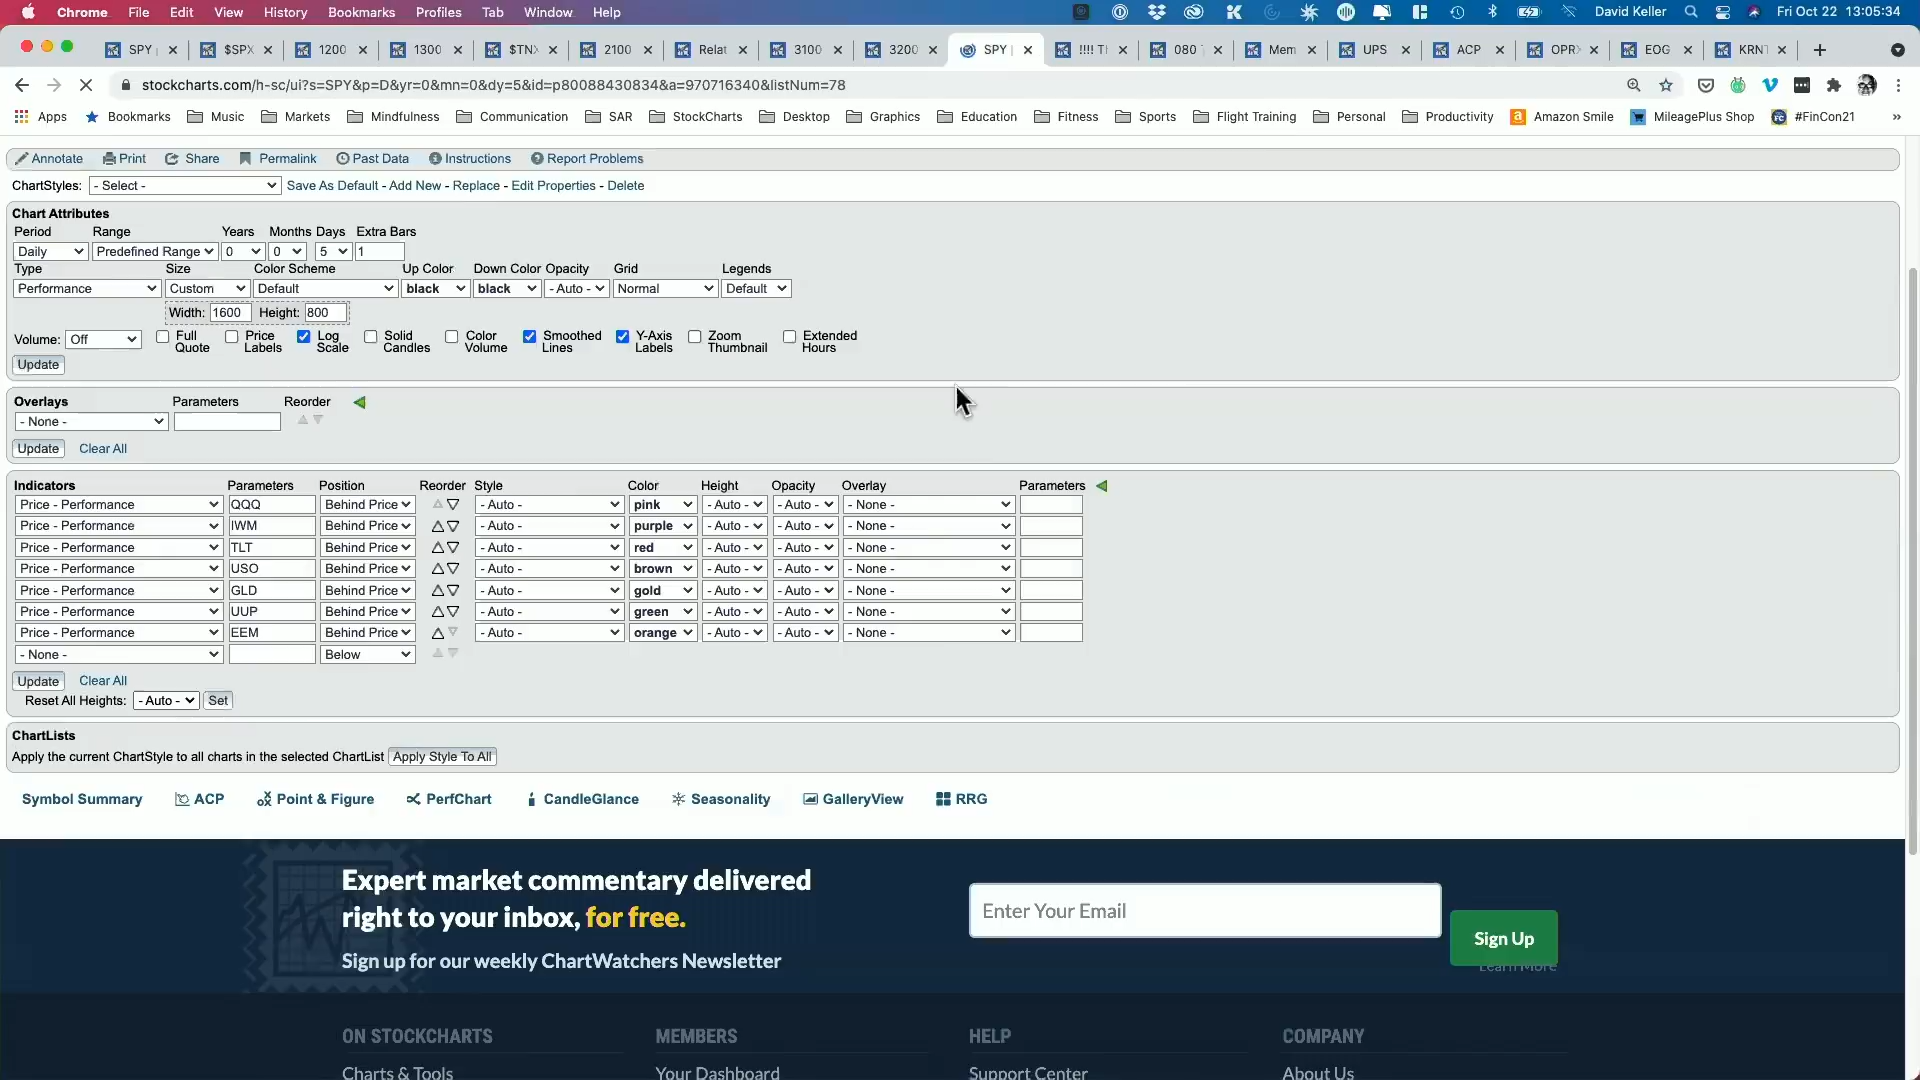 Chrome File Edit View History Bookmarks Profiles Tab Window Help David Keller Fri Oct 22 13:05:34
SPY | $SPX 1200 1300 $TNX 2100 Relat 3100 3200 SPY | !!!! Th 080 Mem UPS ACP OPRX EOG KRNT
stockcharts.com/h-sc/ui?s=SPY&p=D&yr=0&mn=0&dy=5&id=p80088430834&a=970716340&listNum=78
Apps Bookmarks Music Markets Mindfulness Communication SAR StockCharts Desktop Graphics Education Fitness Sports Flight Training Personal Productivity Amazon Smile MileagePlus Shop #FinCon21 »
Annotate Print Share Permalink Past Data Instructions Report Problems
ChartStyles: - Select - Save As Default - Add New - Replace - Edit Properties - Delete
Chart Attributes
Period Range Years Months Days Extra Bars
Daily Predefined Range 0 0 5 1
Type Size Color Scheme Up Color Down Color Opacity Grid Legends
Performance Custom Default black black - Auto - Normal Default
Width: 1600 Height: 800
Volume: Off Full Quote Price Labels Log Scale Solid Candles Color Volume Smoothed Lines Y-Axis Labels Zoom Thumbnail Extended Hours
Update
Overlays Parameters Reorder
- None -
Update Clear All
Indicators Parameters Position Reorder Style Color Height Opacity Overlay Parameters
Price - Performance QQQ Behind Price - Auto - pink - Auto - - Auto - - None -
Price - Performance IWM Behind Price - Auto - purple - Auto - - Auto - - None -
Price - Performance TLT Behind Price - Auto - red - Auto - - Auto - - None -
Price - Performance USO Behind Price - Auto - brown - Auto - - Auto - - None -
Price - Performance GLD Behind Price - Auto - gold - Auto - - Auto - - None -
Price - Performance UUP Behind Price - Auto - green - Auto - - Auto - - None -
Price - Performance EEM Behind Price - Auto - orange - Auto - - Auto - - None -
- None - Below
Update Clear All
Reset All Heights: - Auto - Set
ChartLists
Apply the current ChartStyle to all charts in the selected ChartList Apply Style To All
Symbol Summary ACP Point & Figure PerfChart CandleGlance Seasonality GalleryView RRG
Expert market commentary delivered
right to your inbox, for free.
Sign up for our weekly ChartWatchers Newsletter
Enter Your Email
Sign Up
Learn More
ON STOCKCHARTS MEMBERS HELP COMPANY
Charts & Tools Your Dashboard Support Center About Us